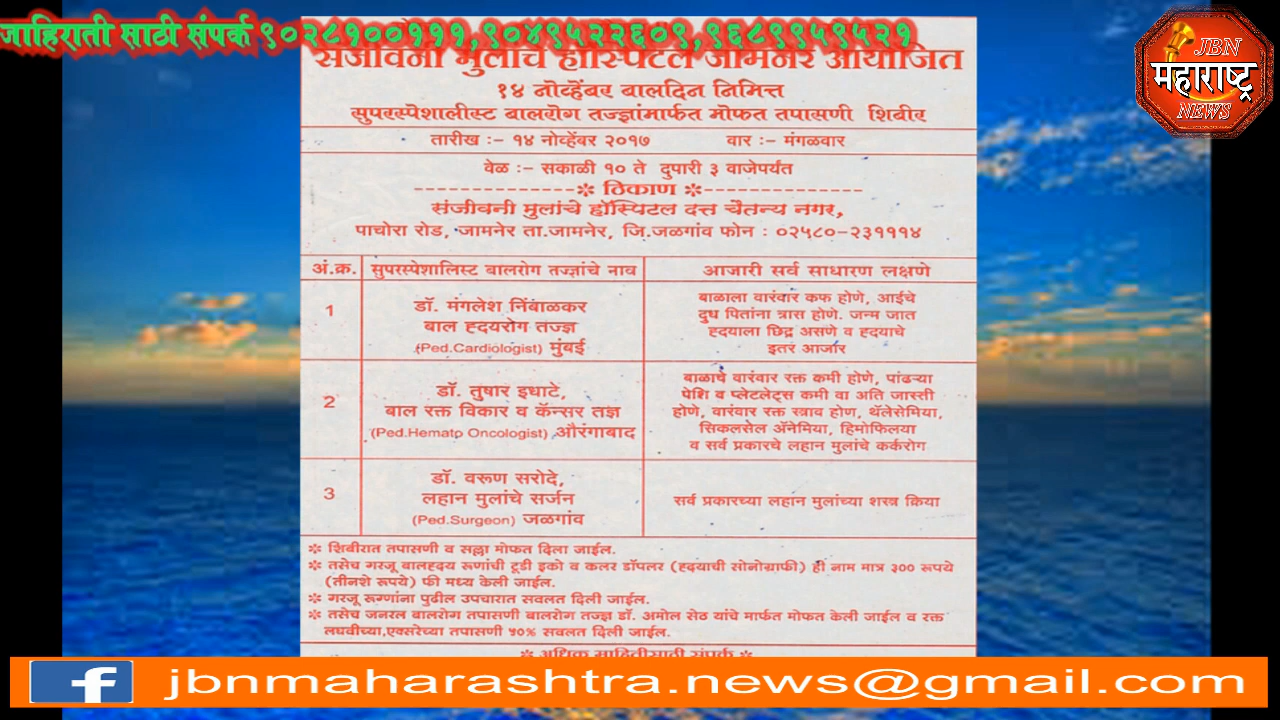 जाहिराती साठी संपर्क ९०२८१००१११,९०४९५२२६०९,९६८९९५९५२१
JBN
महाराष्ट्र
NEWS
संजीवनी मुलांचे हॉस्पिटल जामनेर आयोजित
१४ नोव्हेंबर बालदिन निमित्त
सुपरस्पेशालीस्ट बालरोग तज्ज्ञांमार्फत मोफत तपासणी शिबीर
तारीख :- १४ नोव्हेंबर २०१७ वार :- मंगळवार
वेळ :- सकाळी १० ते दुपारी ३ वाजेपर्यंत
--------------* ठिकाण *--------------
संजीवनी मुलांचे हॉस्पिटल दत्त चैतन्य नगर,
पाचोरा रोड, जामनेर ता.जामनेर, जि.जळगांव फोन : ०२५८०-२३१११४
अं.क्र. सुपरस्पेशालिस्ट बालरोग तज्ज्ञांचे नाव आजारी सर्व साधारण लक्षणे
1 डॉ. मंगलेश निंबाळकर
बाल ह्दयरोग तज्ज्ञ
(Ped.Cardiologist) मुंबई
बाळाला वारंवार कफ होणे, आईचे
दुध पितांना त्रास होणे. जन्म जात
ह्दयाला छिद्र असणे व ह्दयाचे
इतर आजार
2 डॉ. तुषार इधाटे,
बाल रक्त विकार व कॅन्सर तज्ञ
(Ped.Hemato Oncologist) औरंगाबाद
बाळाचे वारंवार रक्त कमी होणे, पांढऱ्या
पेशि व प्लेटलेट्स कमी वा अति जास्ती
होणे, वारंवार रक्त स्त्राव होण, थॅलेसेमिया,
सिकलसेल ॲनेमिया, हिमोफिलया
व सर्व प्रकारचे लहान मुलांचे कर्करोग
3 डॉ. वरूण सरोदे,
लहान मुलांचे सर्जन
(Ped.Surgeon) जळगांव
सर्व प्रकारच्या लहान मुलांच्या शस्त्र क्रिया
* शिबीरात तपासणी व सल्ला मोफत दिला जाईल.
* तसेच गरजू बालह्दय रूणांची टूडी इको व कलर डॉपलर (ह्दयाची सोनोग्राफी) ही नाम मात्र ३०० रूपये
(तीनशे रूपये) फी मध्य केली जाईल.
* गरजू रूग्णांना पुढील उपचारात सवलत दिली जाईल.
* तसेच जनरल बालरोग तपासणी बालरोग तज्ज्ञ डॉ. अमोल सेठ यांचे मार्फत मोफत केली जाईल व रक्त
लघवीच्या,एक्सरेच्या तपासणी ५०% सवलत दिली जाईल.
* अधिक माहितीसाठी संपर्क *
f jbnmaharashtra.news@gmail.com